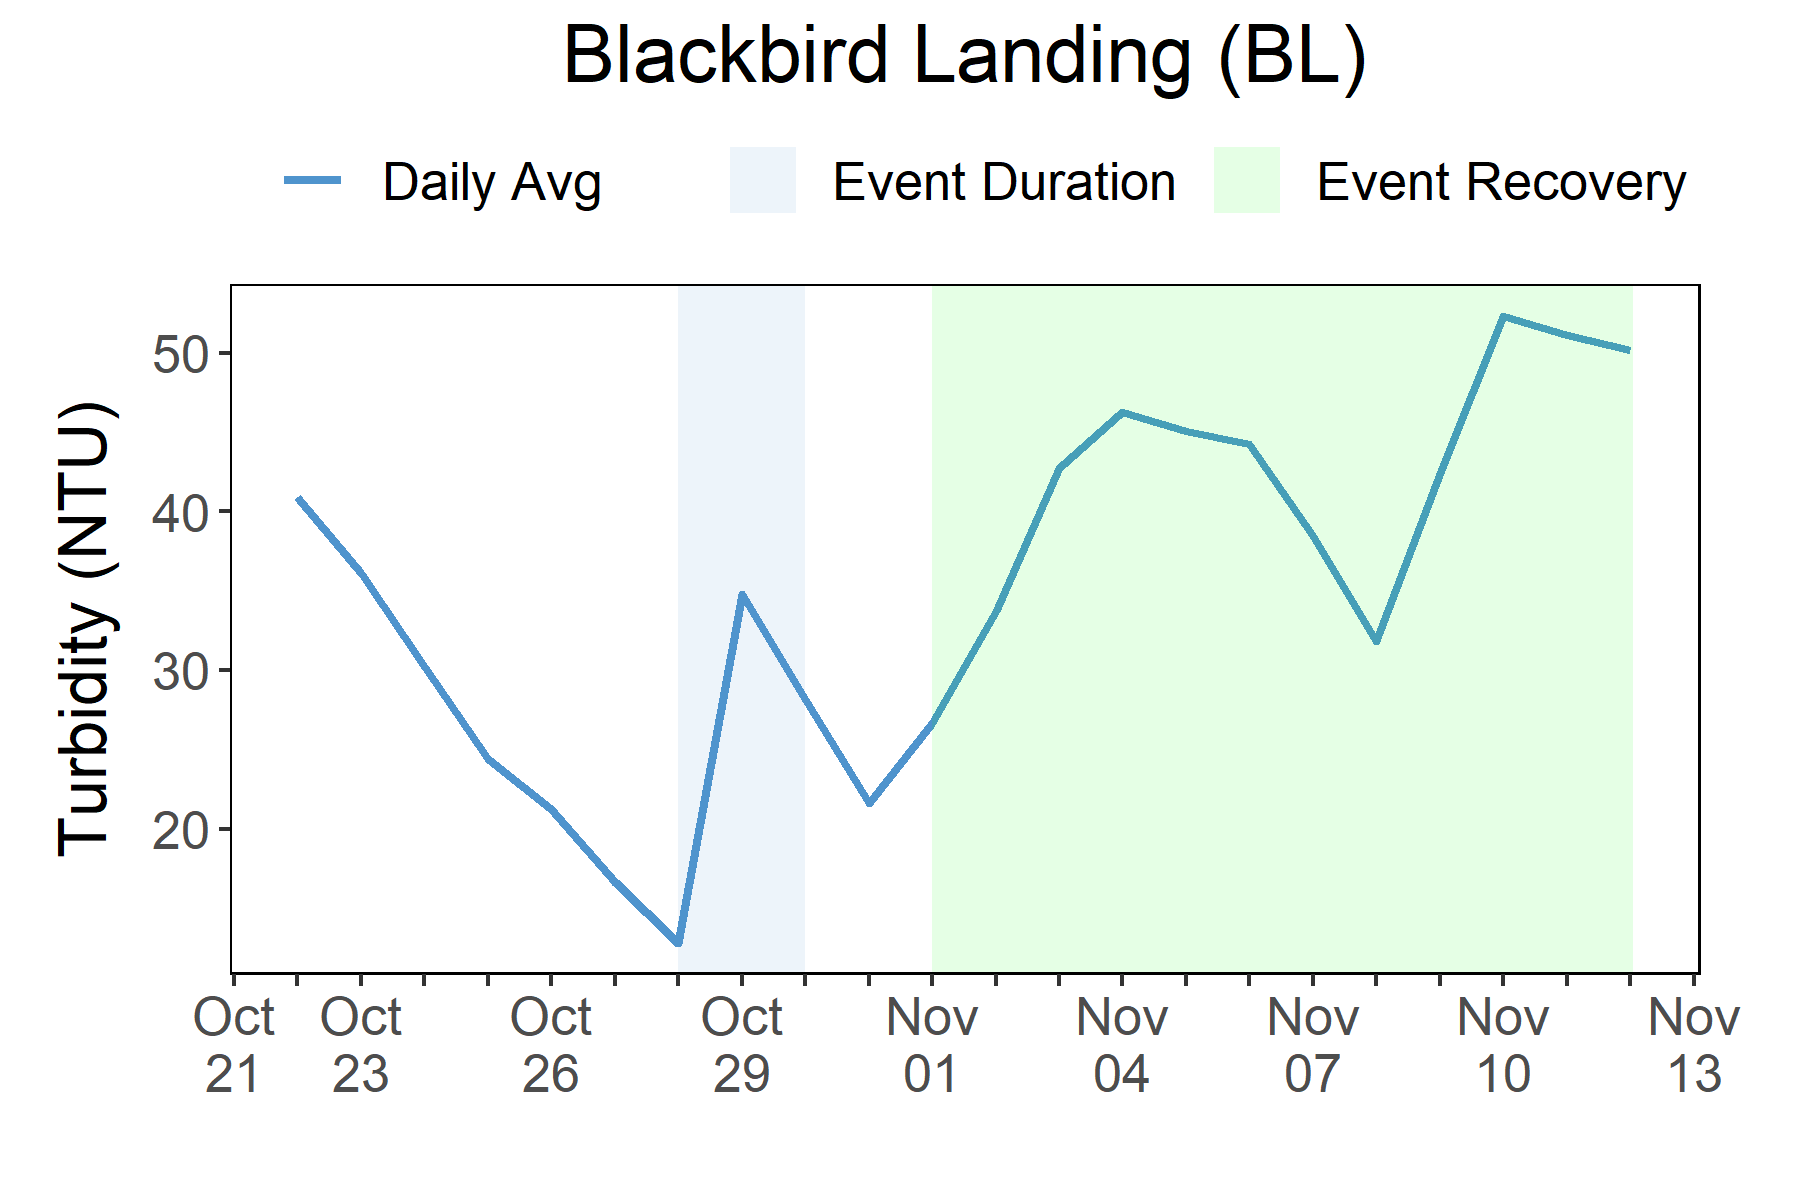 Blackbird Landing (BL)
Daily Avg
Event Duration
Event Recovery
Turbidity (NTU)
50
40
30
20
Oct 21
Oct 23
Oct 26
Oct 29
Nov 01
Nov 04
Nov 07
Nov 10
Nov 13